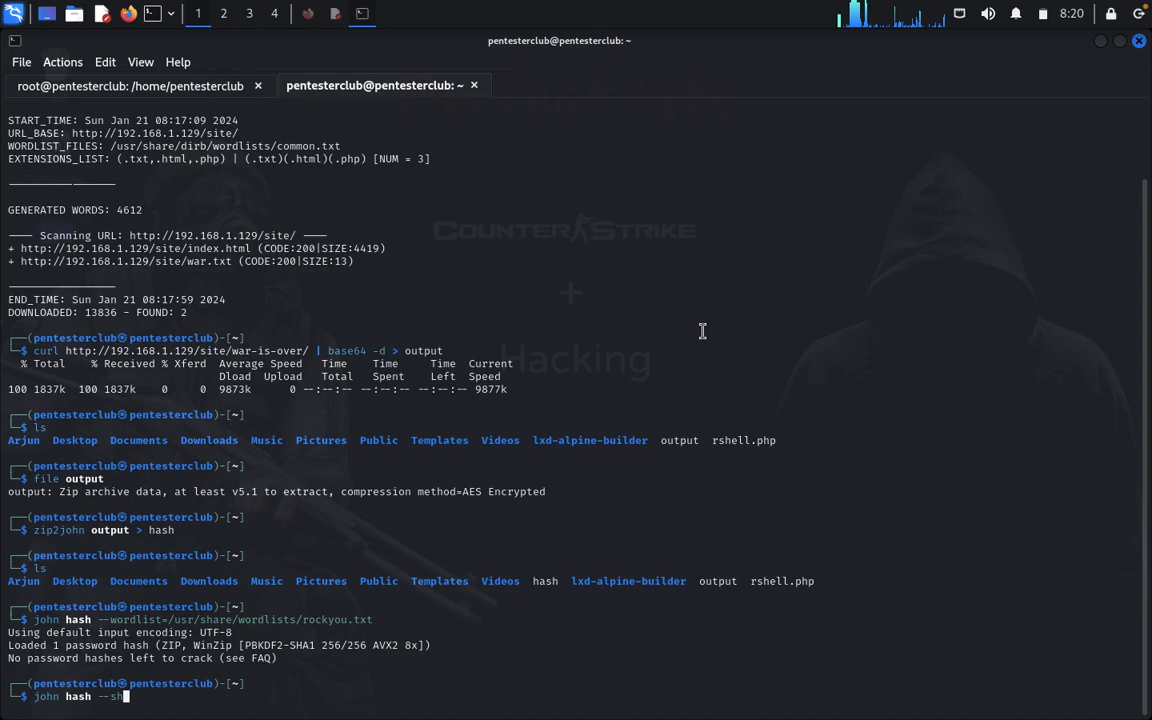 1 2 3 4 8:20
pentesterclub@pentesterclub: ~
File Actions Edit View Help
root@pentesterclub: /home/pentesterclub × pentesterclub@pentesterclub: ~ ×
START_TIME: Sun Jan 21 08:17:09 2024
URL_BASE: http://192.168.1.129/site/
WORDLIST_FILES: /usr/share/dirb/wordlists/common.txt
EXTENSIONS_LIST: (.txt,.html,.php) | (.txt)(.html)(.php) [NUM = 3]
GENERATED WORDS: 4612
—— Scanning URL: http://192.168.1.129/site/ ——
+ http://192.168.1.129/site/index.html (CODE:200|SIZE:4419)
+ http://192.168.1.129/site/war.txt (CODE:200|SIZE:13)
END_TIME: Sun Jan 21 08:17:59 2024
DOWNLOADED: 13836 - FOUND: 2
┌──(pentesterclub㉿pentesterclub)-[~]
└─$ curl http://192.168.1.129/site/war-is-over/ | base64 -d > output
% Total % Received % Xferd Average Speed Time Time Time Current
Dload Upload Total Spent Left Speed
100 1837k 100 1837k 0 0 9873k 0 --:--:-- --:--:-- --:--:-- 9877k
┌──(pentesterclub㉿pentesterclub)-[~]
└─$ ls
Arjun Desktop Documents Downloads Music Pictures Public Templates Videos lxd-alpine-builder output rshell.php
┌──(pentesterclub㉿pentesterclub)-[~]
└─$ file output
output: Zip archive data, at least v5.1 to extract, compression method=AES Encrypted
┌──(pentesterclub㉿pentesterclub)-[~]
└─$ zip2john output > hash
┌──(pentesterclub㉿pentesterclub)-[~]
└─$ ls
Arjun Desktop Documents Downloads Music Pictures Public Templates Videos hash lxd-alpine-builder output rshell.php
┌──(pentesterclub㉿pentesterclub)-[~]
└─$ john hash --wordlist=/usr/share/wordlists/rockyou.txt
Using default input encoding: UTF-8
Loaded 1 password hash (ZIP, WinZip [PBKDF2-SHA1 256/256 AVX2 8x])
No password hashes left to crack (see FAQ)
┌──(pentesterclub㉿pentesterclub)-[~]
└─$ john hash --sh
COUNTER STRIKE
+
Hacking